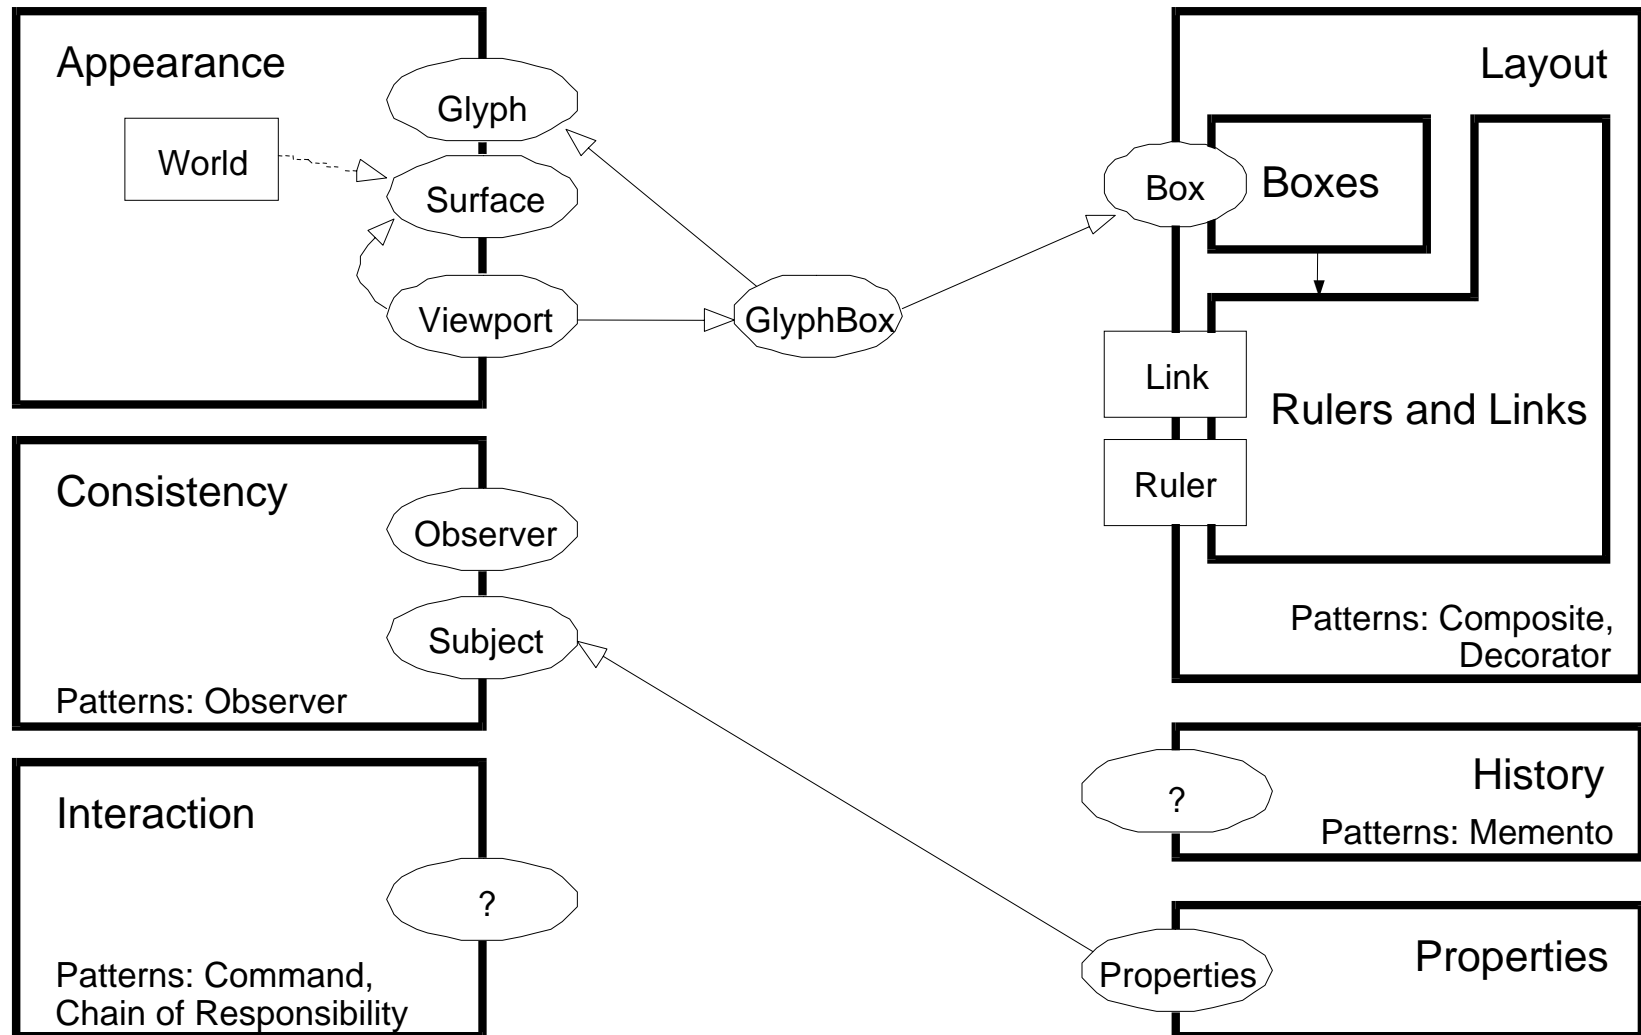 Appearance
Glyph
World
Surface
Viewport
GlyphBox
Layout
Box
Boxes
Link
Rulers and Links
Ruler
Patterns: Composite,
Decorator
Consistency
Observer
Subject
Patterns: Observer
Interaction
?
Patterns: Command,
Chain of Responsibility
History
?
Patterns: Memento
Properties
Properties